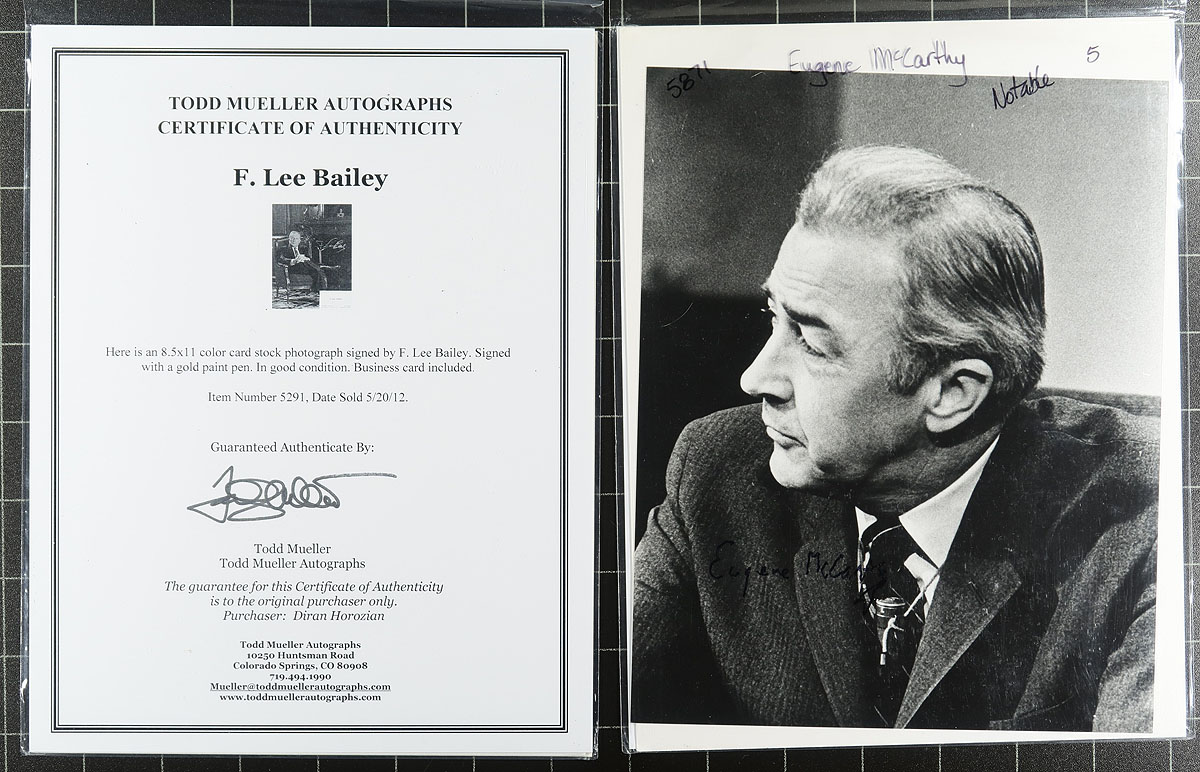 TODD MUELLER AUTOGRAPHS
CERTIFICATE OF AUTHENTICITY
F. Lee Bailey
Here is an 8.5x11 color card stock photograph signed by F. Lee Bailey. Signed
with a gold paint pen. In good condition. Business card included.
Item Number 5291, Date Sold 5/20/12.
Guaranteed Authenticate By:
Todd Mueller
Todd Mueller Autographs
The guarantee for this Certificate of Authenticity
is to the original purchaser only.
Purchaser: Diran Horozian
Todd Mueller Autographs
10250 Huntsman Road
Colorado Springs, CO 80908
719.494.1990
Mueller@toddmuellerautographs.com
www.toddmuellerautographs.com
5871
Eugene McCarthy
5
Notable
Eugene McCarthy